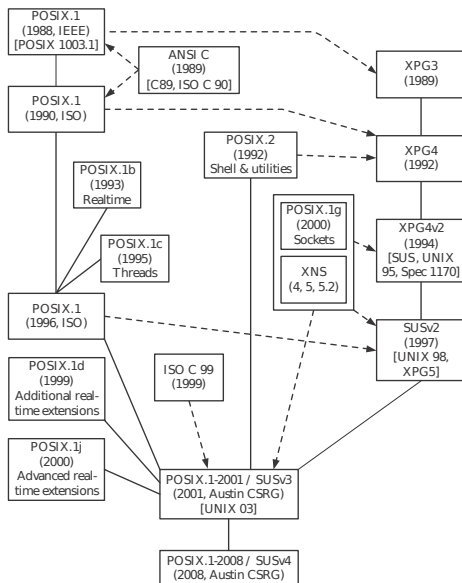 POSIX.1
(1988, IEEE)
[POSIX 1003.1]
ANSI C
(1989)
[C89, ISO C 90]
XPG3
(1989)
POSIX.1
(1990, ISO)
POSIX.2
(1992)
Shell & utilities
XPG4
(1992)
POSIX.1b
(1993)
Realtime
POSIX.1c
(1995)
Threads
POSIX.1g
(2000)
Sockets
XNS
(4, 5, 5.2)
XPG4v2
(1994)
[SUS, UNIX
95, Spec 1170]
POSIX.1
(1996, ISO)
SUSv2
(1997)
[UNIX 98,
XPG5]
POSIX.1d
(1999)
Additional real-
time extensions
ISO C 99
(1999)
POSIX.1j
(2000)
Advanced real-
time extensions
POSIX.1-2001 / SUSv3
(2001, Austin CSRG)
[UNIX 03]
POSIX.1-2008 / SUSv4
(2008, Austin CSRG)